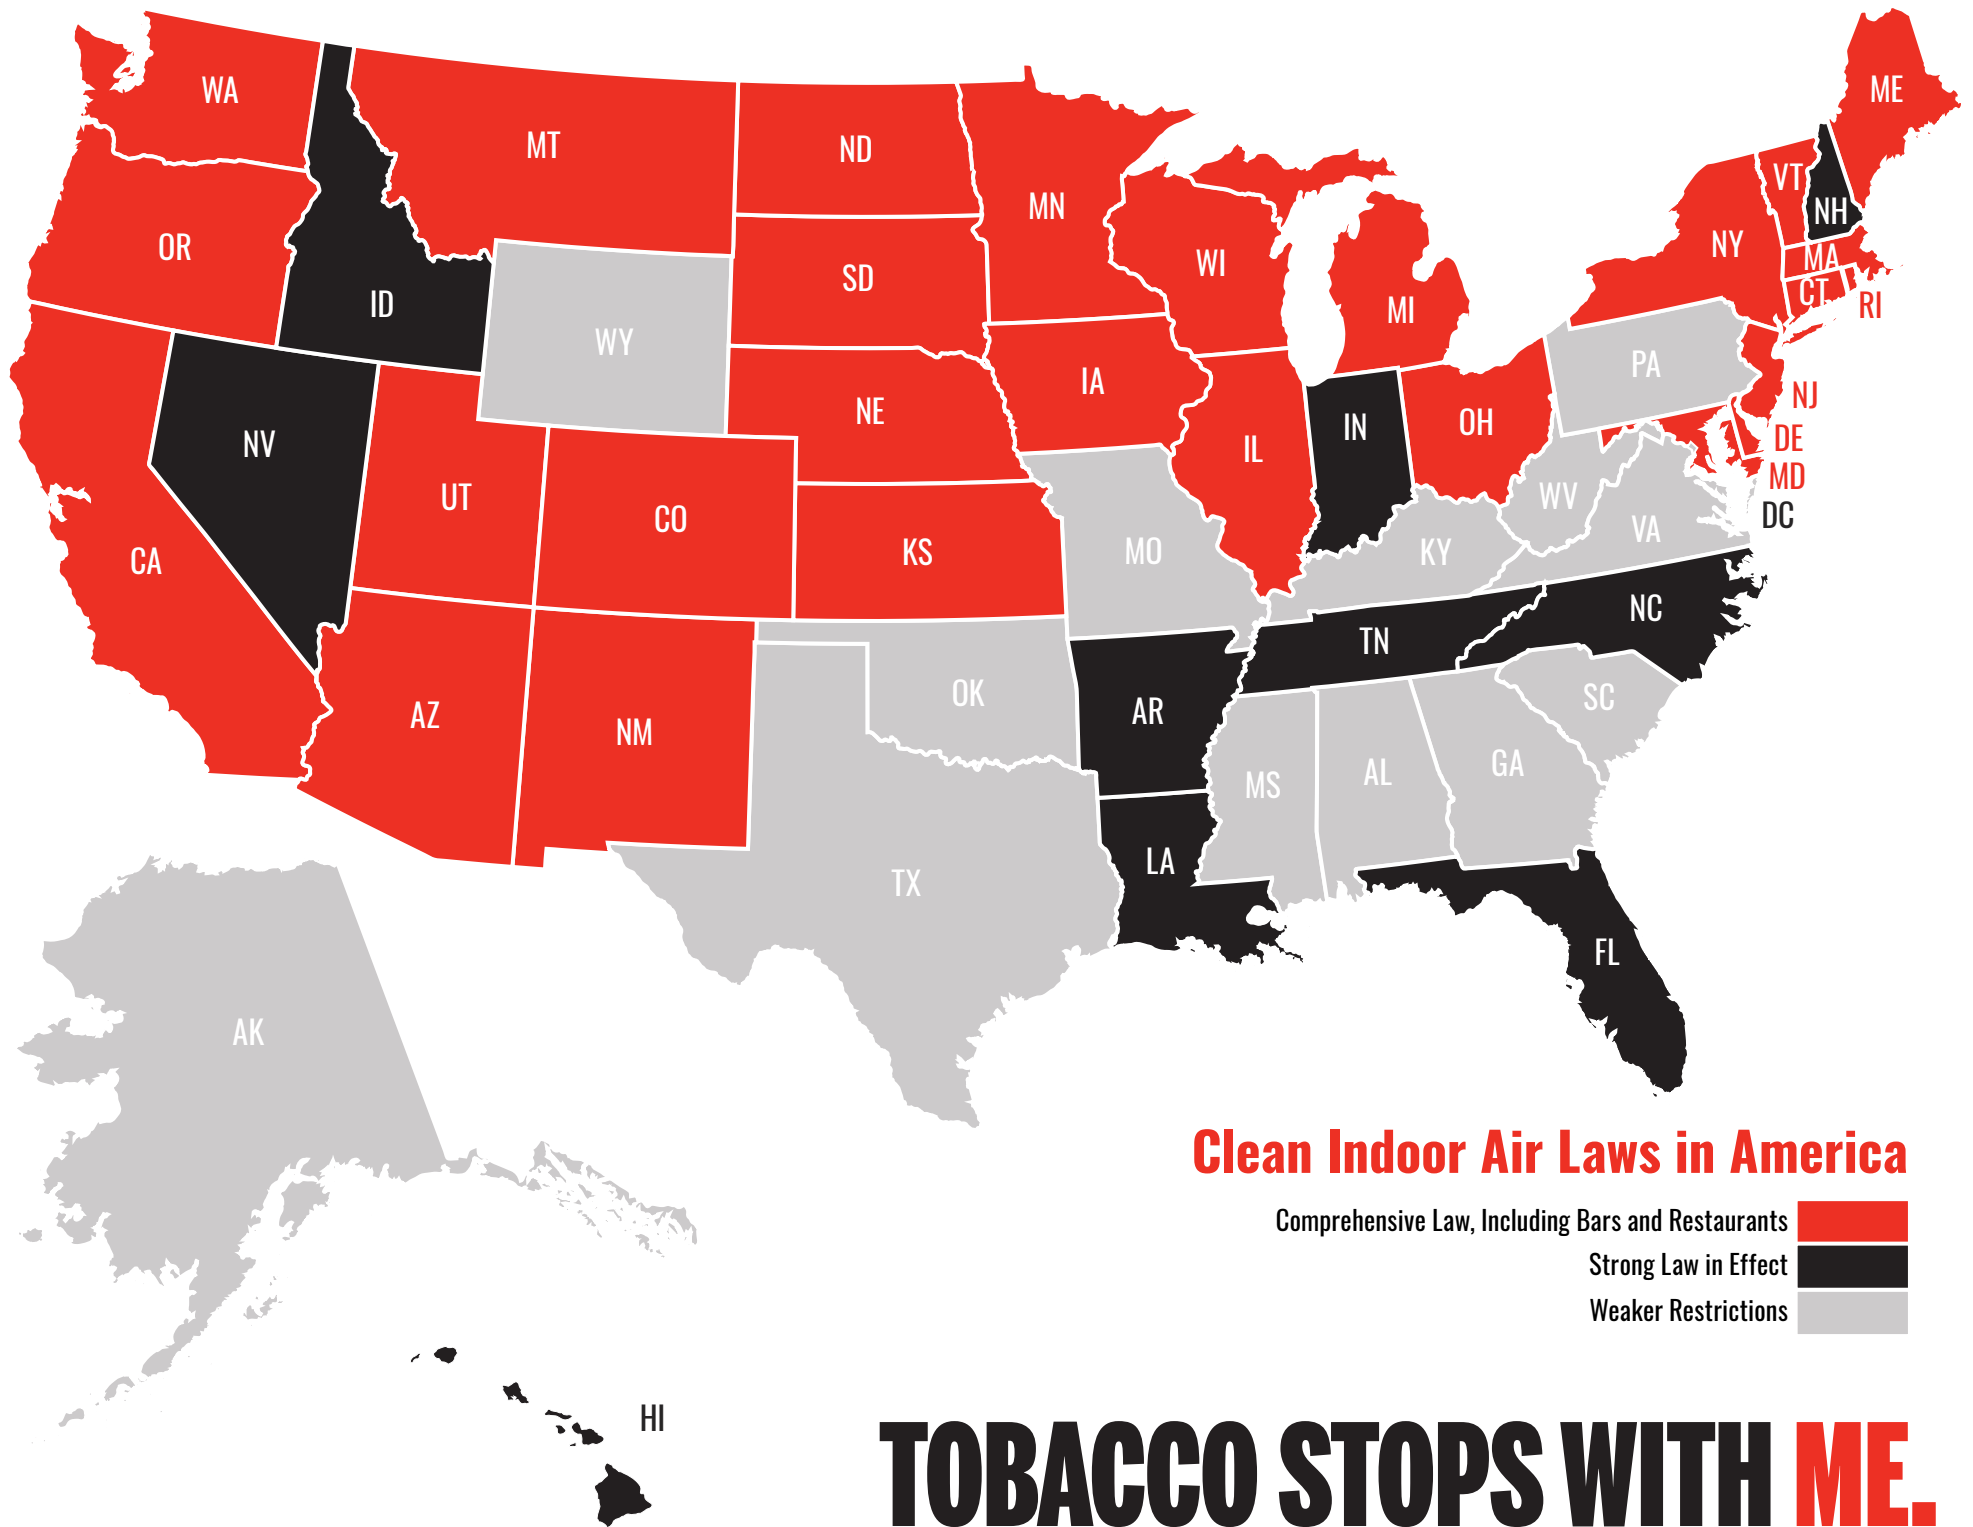 WA
MT
ND
MN
ME
VT
NH
OR
ID
WY
SD
WI
MI
NY
MA
CT
RI
NV
UT
CO
NE
IA
IL
IN
OH
PA
NJ
DE
MD
DC
CA
KS
MO
KY
WV
VA
AZ
NM
OK
AR
TN
NC
SC
TX
LA
MS
AL
GA
FL
AK
HI
Clean Indoor Air Laws in America
Comprehensive Law, Including Bars and Restaurants
Strong Law in Effect
Weaker Restrictions
TOBACCO STOPS WITH ME.